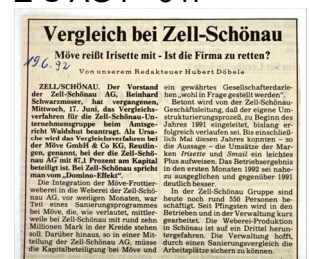 Vergleich bei Zell-Schönau
Möve reißt Irisette mit - Ist die Firma zu retten?
19.6.92
Von unserem Redakteuer Hubert Döbele
ZELL/SCHÖNAU. Der Vorstand
der Zell-Schönau AG, Reinhard
Schwarzmoser, hat vergangenen,
Mittwoch, 17. Juni, das Vergleichs-
verfahren für die Zell-Schönau-Un-
ternehmensgruppe beim Amtsge-
richt Waldshut beantragt. Als Ursa-
che wird das Vergleichsverfahren bei
der Möve GmbH & Co KG, Reutlin-
gen, genannt, bei der die Zell-Schö-
nau AG mit 87,1 Prozent am Kapital
beteiligt ist. Bei Zell-Schönau spricht
man vom „Domino-Effekt“.
Die Integration der Möve-Frottier-
weberei in die Weberei der Zell-Schö-
nau AG, vor wenigen Monaten, war
Teil eines Sanierungsprogrammes
bei Möve, die, wie verlautet, mittler-
weile bei Zell-Schönau mit rund zehn
Millionen Mark in der Kreide stehen
soll. Darüber hinaus, so in einer Mit-
teilung der Zell-Schönau AG, müsse
die Kapitalbeteiligung bei Möve und
ein gewährtes Gesellschafterdarle-
hen „wohl in Frage gestellt werden“.
Betont wird von der Zell-Schönau-
Geschäftsleitung, daß der eigene Um-
strukturierungsprozeß, zu Beginn des
Jahres 1991 eingeleitet, bislang er-
folgreich verlaufen sei. Bis einschließ-
lich Mai diesen Jahres konnten – so
die Aussage – die Umsätze der Mar-
ken Irisette und Smail ein leichtes
Plus aufweisen. Das Betriebsergebnis
in den ersten Monaten 1992 sei nahe-
zu ausgeglichen und gegenüber 1991
deutlich besser.
In der Zell-Schönau Gruppe sind
heute noch rund 550 Personen be-
schäftigt. Seit Pfingsten wird in den
Betrieben und in der Verwaltung kurz
gearbeitet. Die Weberei-Produktion
in Schönau ist auf ein Drittel herun-
tergefahren. Die Verwaltung hofft,
durch einen Sanierungsvergleich die
Arbeitsplätze sichern zu können.